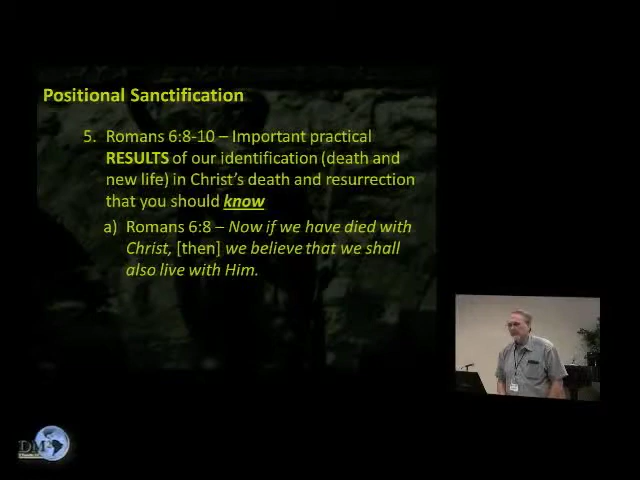 Positional Sanctification
5. Romans 6:8-10 – Important practical
RESULTS of our identification (death and
new life) in Christ's death and resurrection
that you should know
a) Romans 6:8 – Now if we have died with
Christ, [then] we believe that we shall
also live with Him.
DM2